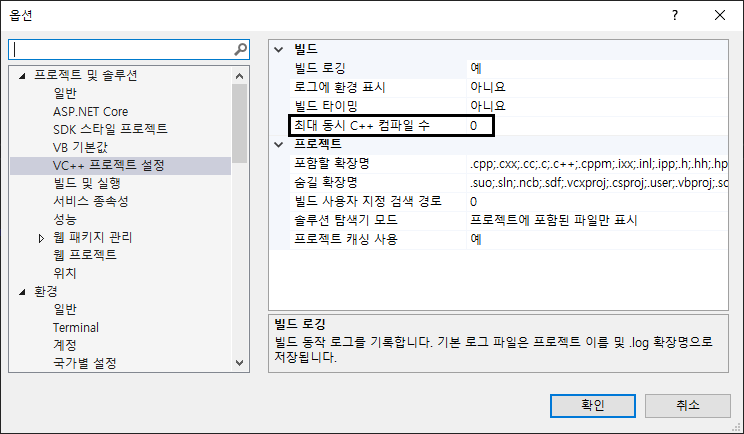 옵션
프로젝트 및 솔루션
일반
ASP.NET Core
SDK 스타일 프로젝트
VB 기본값
VC++ 프로젝트 설정
빌드 및 실행
서비스 종속성
성능
웹 패키지 관리
웹 프로젝트
위치
환경
일반
Terminal
계정
국가별 설정
빌드
빌드 로깅 예
로그에 환경 표시 아니요
빌드 타이밍 아니요
최대 동시 C++ 컴파일 수 0
프로젝트
포함할 확장명 .cpp;.cxx;.cc;.c;.c++;.cppm;.ixx;.inl;.ipp;.h;.hh;.hp
숨길 확장명 .suo;.sln;.ncb;.sdf;.vcxproj;.csproj;.user;.vbproj;.sc
빌드 사용자 지정 검색 경로 0
솔루션 탐색기 모드 프로젝트에 포함된 파일만 표시
프로젝트 캐싱 사용 예
빌드 로깅
빌드 동작 로그를 기록합니다. 기본 로그 파일은 프로젝트 이름 및 .log 확장명으로
저장됩니다.
확인 취소